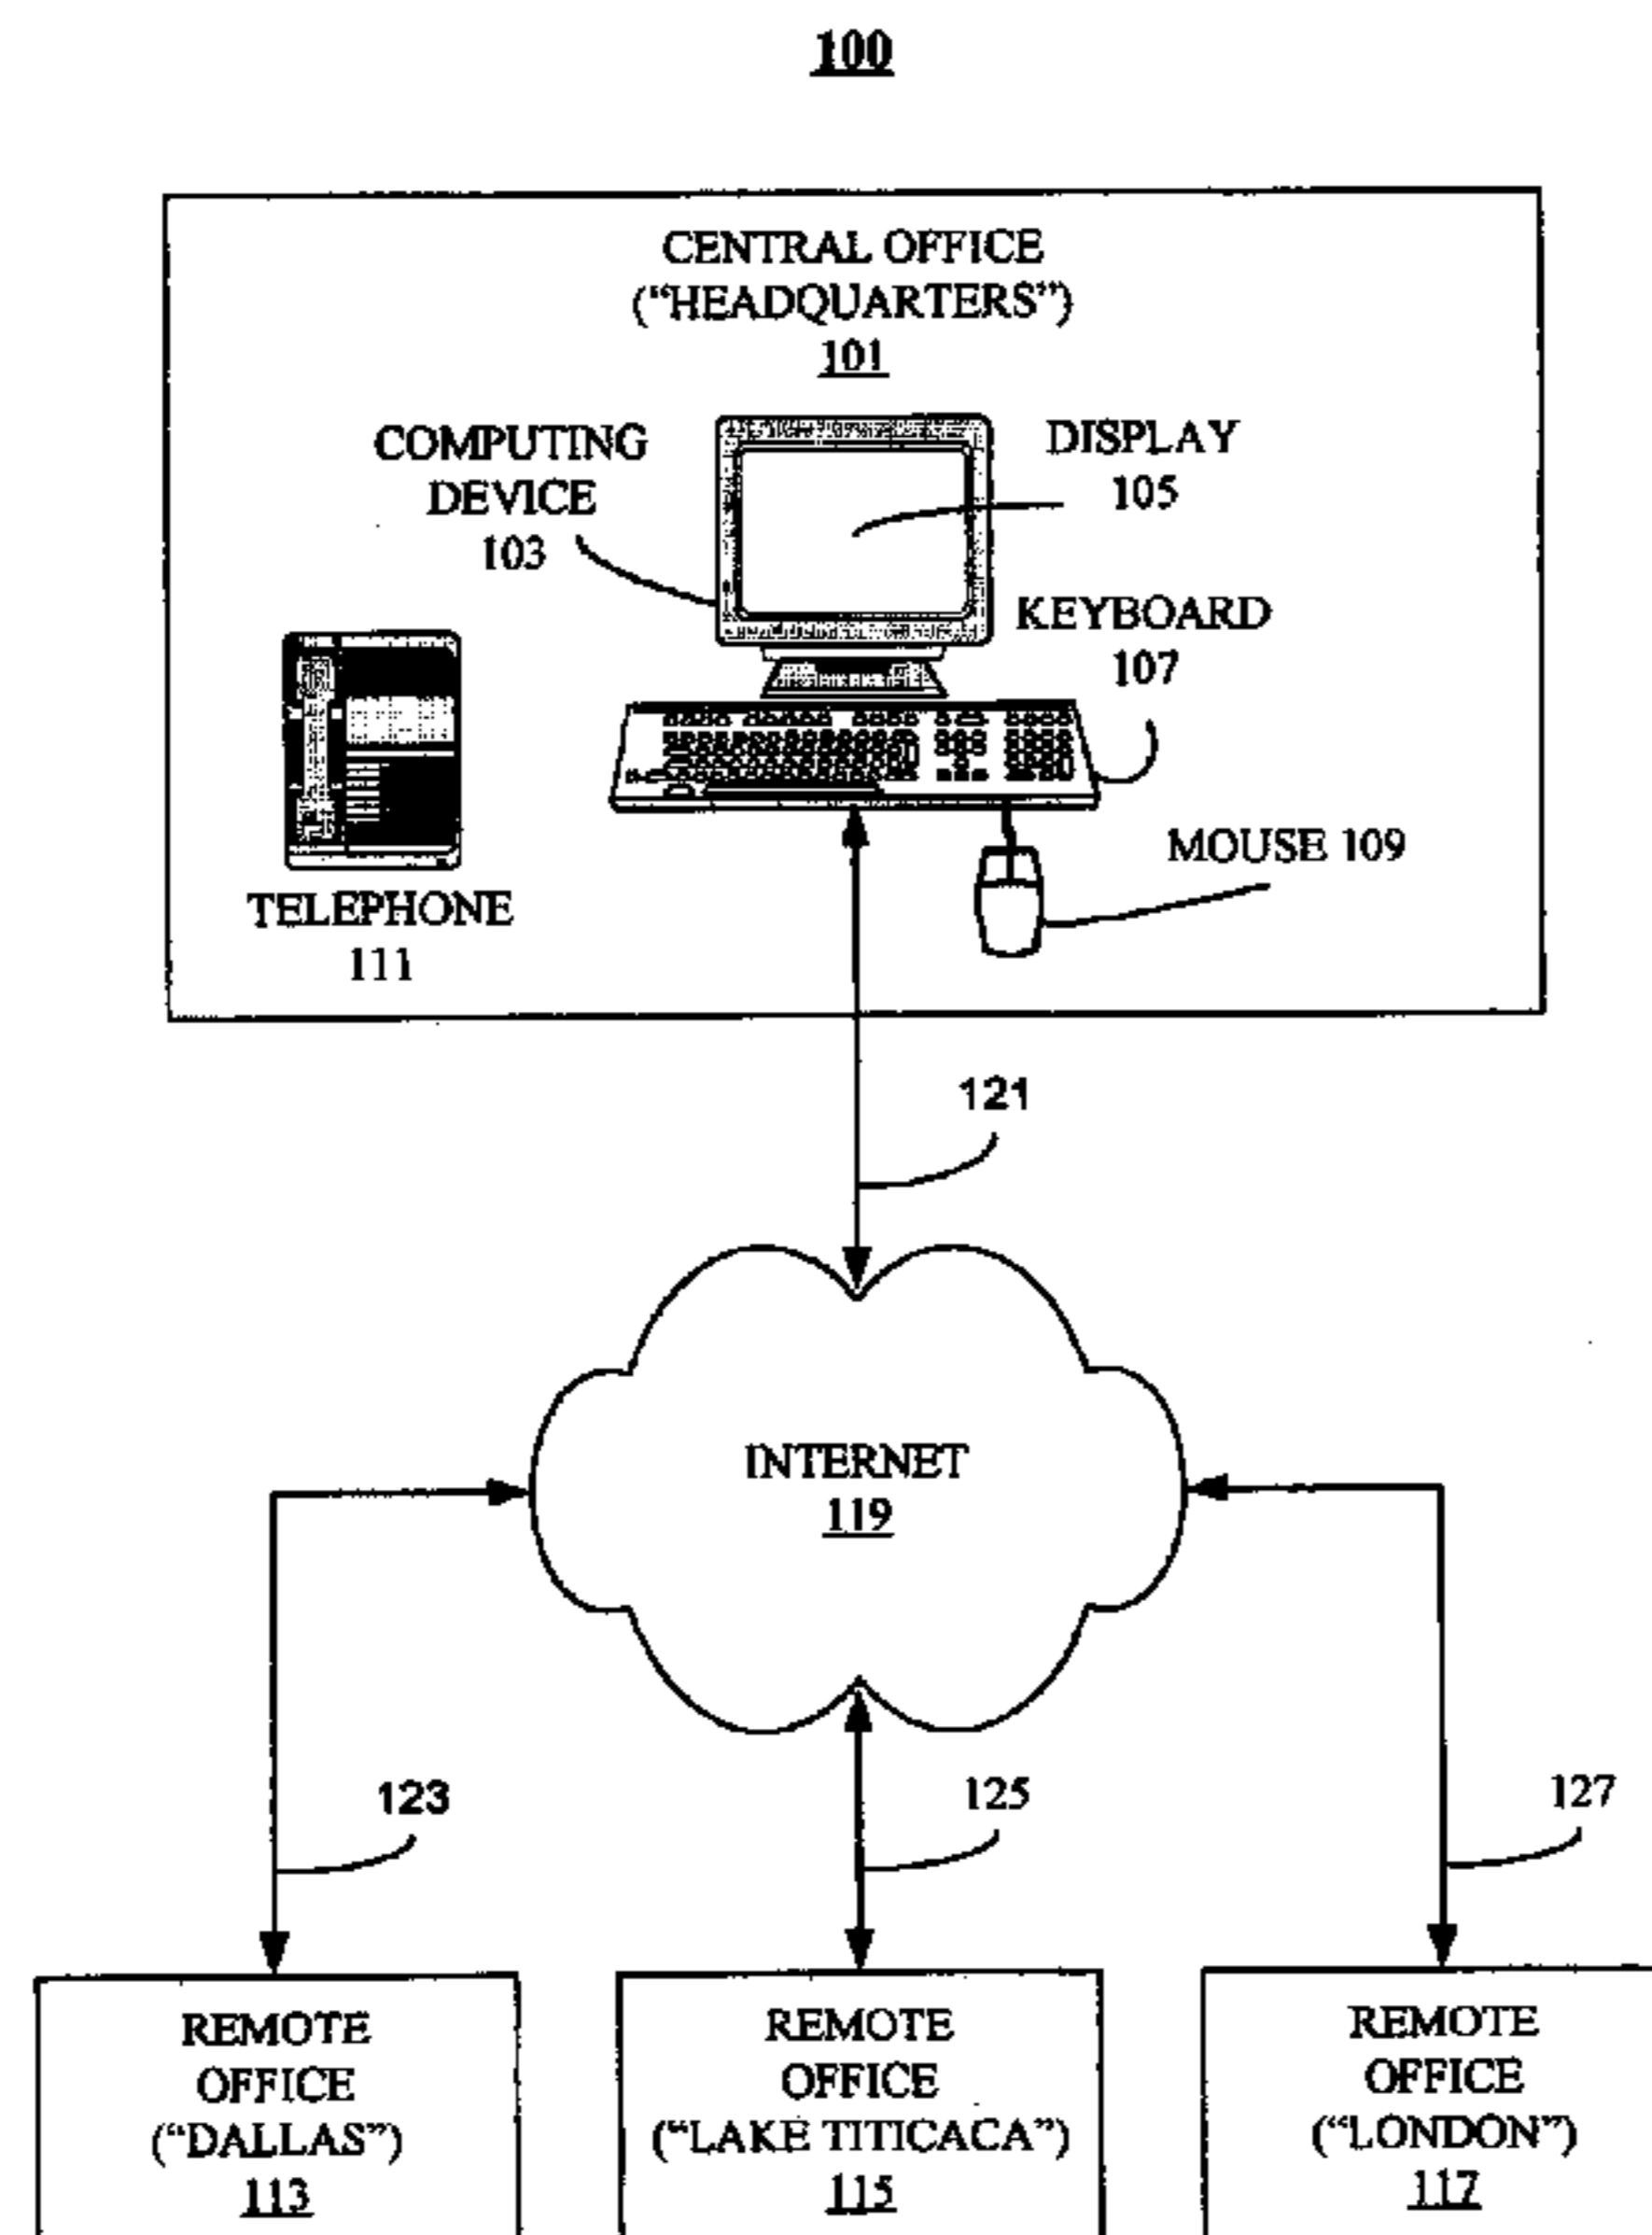 100
CENTRAL OFFICE
(“HEADQUARTERS”)
101
COMPUTING
DEVICE
103
DISPLAY
105
KEYBOARD
107
MOUSE 109
TELEPHONE
111
121
INTERNET
119
123
125
127
REMOTE
OFFICE
(“DALLAS”)
113
REMOTE
OFFICE
(“LAKE TITICACA”)
115
REMOTE
OFFICE
(“LONDON”)
117